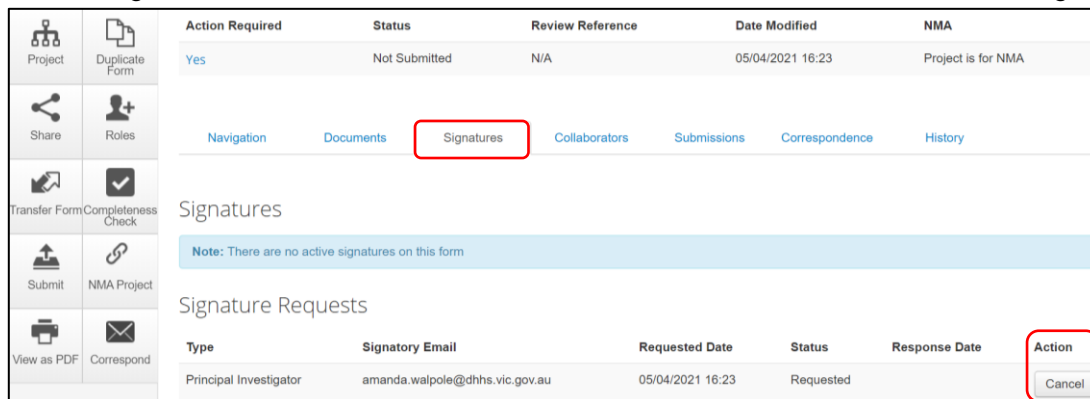 Action Required Status Review Reference Date Modified NMA
Yes Not Submitted N/A 05/04/2021 16:23 Project is for NMA
Project Duplicate Form
Share Roles
Navigation Documents Signatures Collaborators Submissions Correspondence History
Transfer Form Completeness Check
Signatures
Note: There are no active signatures on this form
Submit NMA Project
Signature Requests
View as PDF Correspond
Type Signatory Email Requested Date Status Response Date Action
Principal Investigator amanda.walpole@dhhs.vic.gov.au 05/04/2021 16:23 Requested Cancel